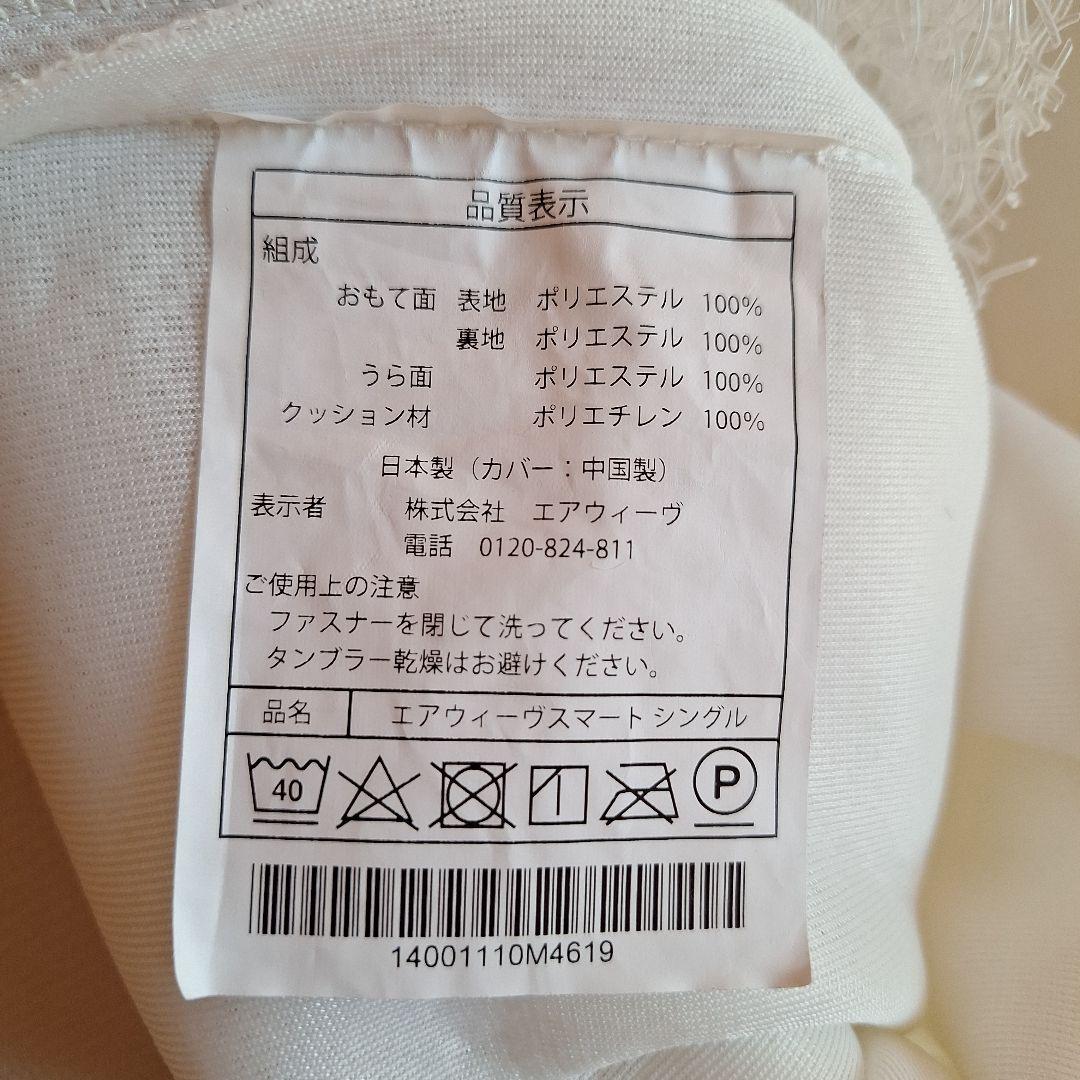 品質表示
組成
おもて面 表地 ポリエステル 100%
裏地 ポリエステル 100%
うら面 ポリエステル 100%
クッション材 ポリエチレン 100%
日本製（カバー：中国製）
表示者 株式会社 エアウィーヴ
電話 0120-824-811
ご使用上の注意
ファスナーを閉じて洗ってください。
タンブラー乾燥はお避けください。
品名 エアウィーヴスマート シングル
40 P
14001110M4619